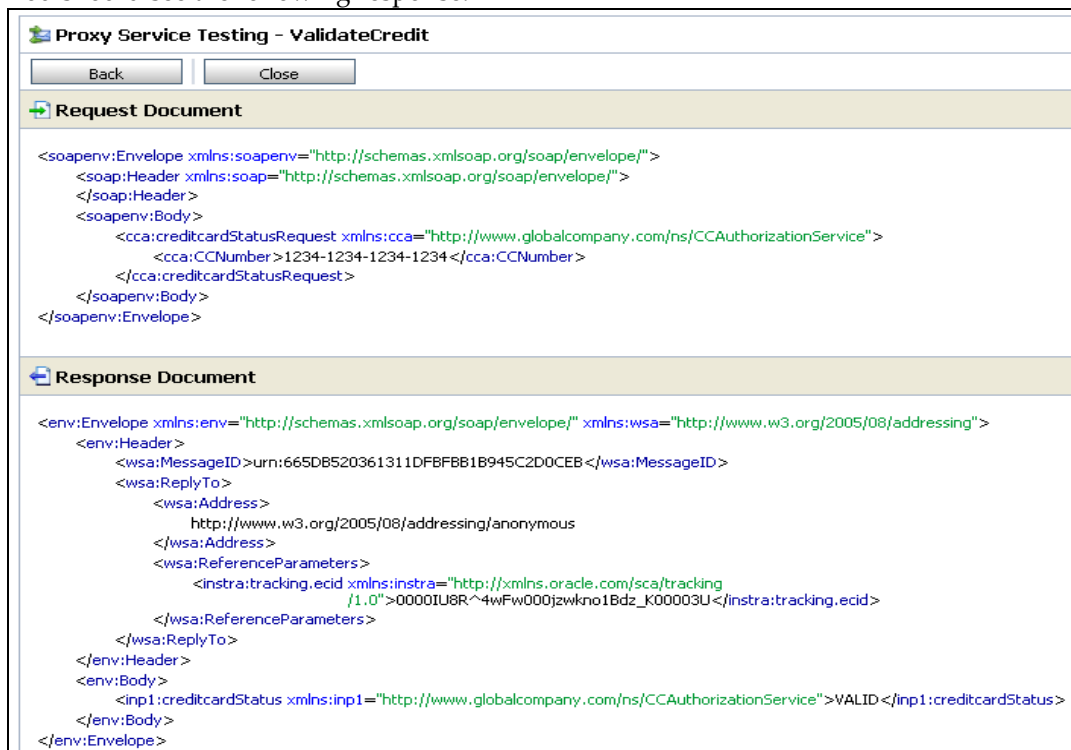 Proxy Service Testing - ValidateCredit
Back Close
Request Document
<soapenv:Envelope xmlns:soapenv="http://schemas.xmlsoap.org/soap/envelope/">
<soap:Header xmlns:soap="http://schemas.xmlsoap.org/soap/envelope/">
</soap:Header>
<soapenv:Body>
<cca:creditcardStatusRequest xmlns:cca="http://www.globalcompany.com/ns/CCAuthorizationService">
<cca:CCNumber>1234-1234-1234-1234</cca:CCNumber>
</cca:creditcardStatusRequest>
</soapenv:Body>
</soapenv:Envelope>
Response Document
<env:Envelope xmlns:env="http://schemas.xmlsoap.org/soap/envelope/" xmlns:wsa="http://www.w3.org/2005/08/addressing">
<env:Header>
<wsa:MessageID>urn:665DB520361311DFBFBB1B945C2D0CEB</wsa:MessageID>
<wsa:ReplyTo>
<wsa:Address>
http://www.w3.org/2005/08/addressing/anonymous
</wsa:Address>
<wsa:ReferenceParameters>
<instra:tracking.ecid xmlns:instra="http://xmlns.oracle.com/sca/tracking
/1.0">0000IU8R^4wFw000jzwkno1Bdz_K00003U</instra:tracking.ecid>
</wsa:ReferenceParameters>
</wsa:ReplyTo>
</env:Header>
<env:Body>
<inp1:creditcardStatus xmlns:inp1="http://www.globalcompany.com/ns/CCAuthorizationService">VALID</inp1:creditcardStatus>
</env:Body>
</env:Envelope>